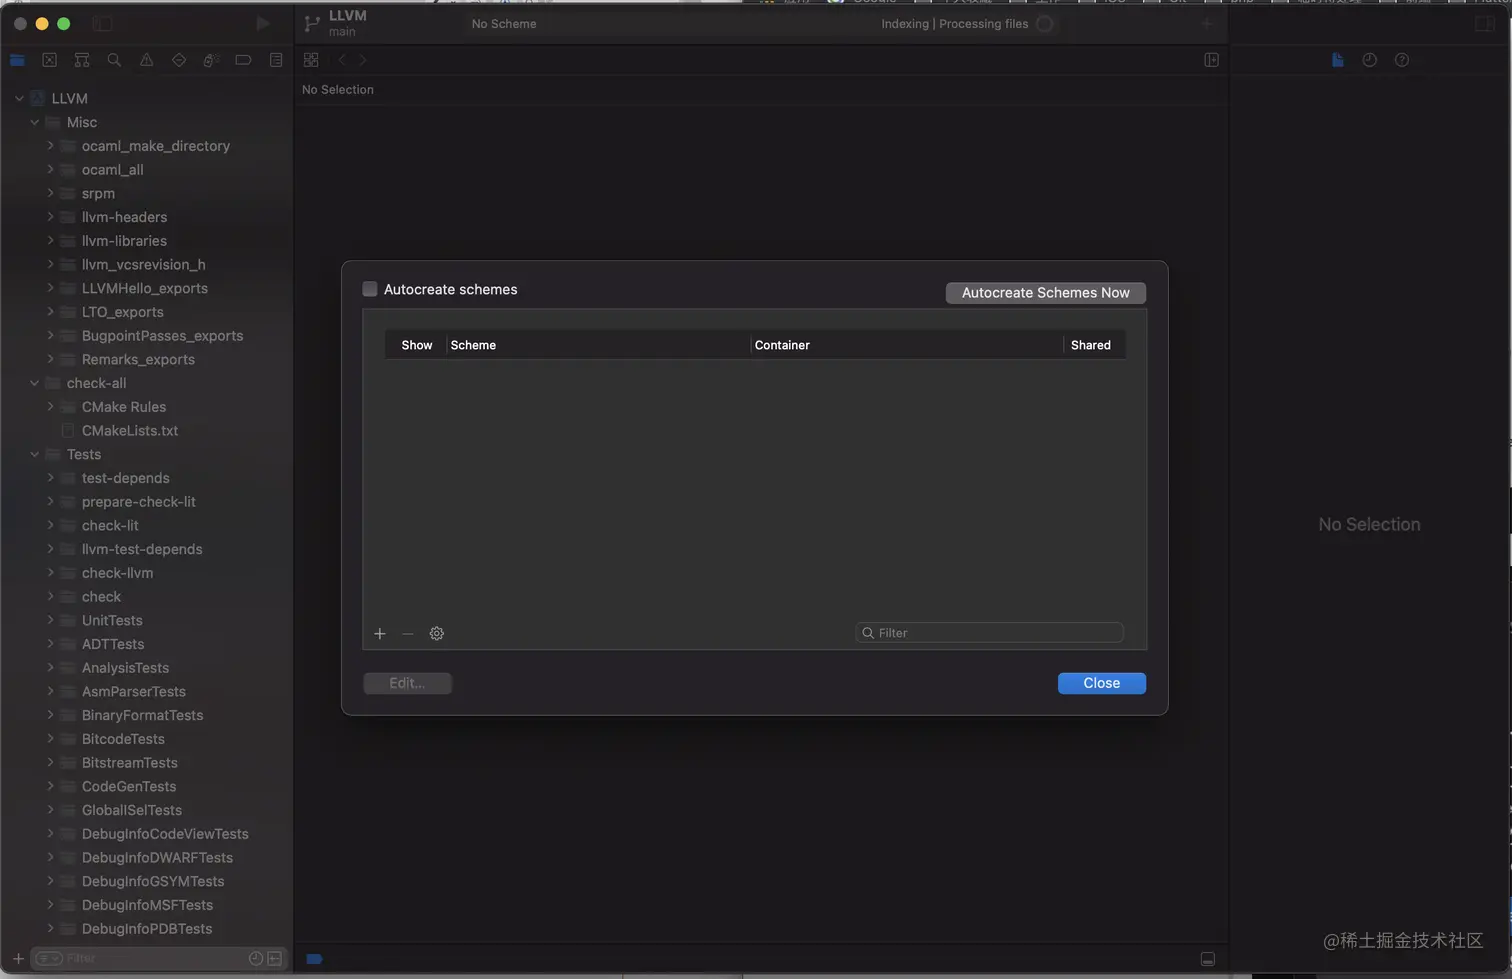 LLVM
main
No Scheme
Indexing | Processing files
No Selection
LLVM
Misc
ocaml_make_directory
ocaml_all
srpm
llvm-headers
llvm-libraries
llvm_vcsrevision_h
LLVMHello_exports
LTO_exports
BugpointPasses_exports
Remarks_exports
check-all
CMake Rules
CMakeLists.txt
Tests
test-depends
prepare-check-lit
check-lit
llvm-test-depends
check-llvm
check
UnitTests
ADTTests
AnalysisTests
AsmParserTests
BinaryFormatTests
BitcodeTests
BitstreamTests
CodeGenTests
GlobalISelTests
DebugInfoCodeViewTests
DebugInfoDWARFTests
DebugInfoGSYMTests
DebugInfoMSFTests
DebugInfoPDBTests
Filter
Autocreate schemes
Autocreate Schemes Now
Show Scheme Container Shared
Filter
Edit...
Close
No Selection
@稀土掘金技术社区